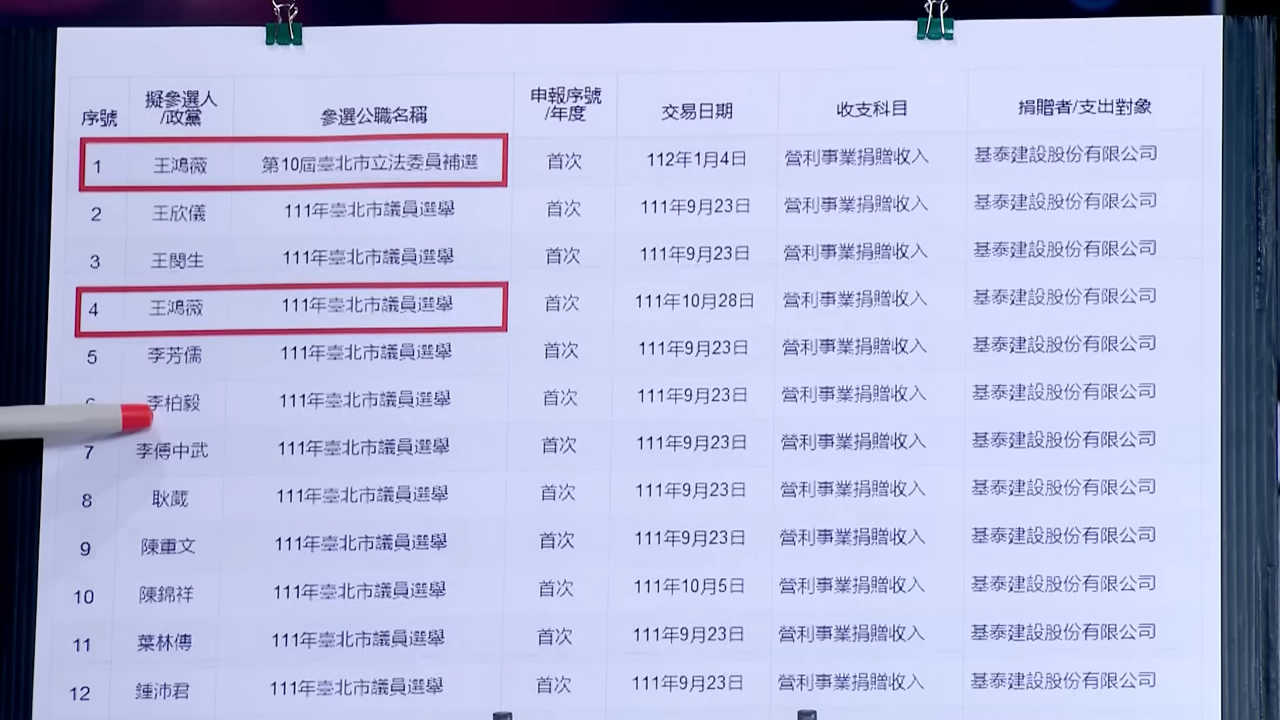 序號 擬參選人/政黨 參選公職名稱 申報序號/年度 交易日期 收支科目 捐贈者/支出對象
1 王鴻薇 第10屆臺北市立法委員補選 首次 112年1月4日 營利事業捐贈收入 基泰建設股份有限公司
2 王欣儀 111年臺北市議員選舉 首次 111年9月23日 營利事業捐贈收入 基泰建設股份有限公司
3 王閔生 111年臺北市議員選舉 首次 111年9月23日 營利事業捐贈收入 基泰建設股份有限公司
4 王鴻薇 111年臺北市議員選舉 首次 111年10月28日 營利事業捐贈收入 基泰建設股份有限公司
5 李芳儒 111年臺北市議員選舉 首次 111年9月23日 營利事業捐贈收入 基泰建設股份有限公司
6 李柏毅 111年臺北市議員選舉 首次 111年9月23日 營利事業捐贈收入 基泰建設股份有限公司
7 李傅中武 111年臺北市議員選舉 首次 111年9月23日 營利事業捐贈收入 基泰建設股份有限公司
8 耿葳 111年臺北市議員選舉 首次 111年9月23日 營利事業捐贈收入 基泰建設股份有限公司
9 陳重文 111年臺北市議員選舉 首次 111年9月23日 營利事業捐贈收入 基泰建設股份有限公司
10 陳錦祥 111年臺北市議員選舉 首次 111年10月5日 營利事業捐贈收入 基泰建設股份有限公司
11 葉林傳 111年臺北市議員選舉 首次 111年9月23日 營利事業捐贈收入 基泰建設股份有限公司
12 鍾沛君 111年臺北市議員選舉 首次 111年9月23日 營利事業捐贈收入 基泰建設股份有限公司